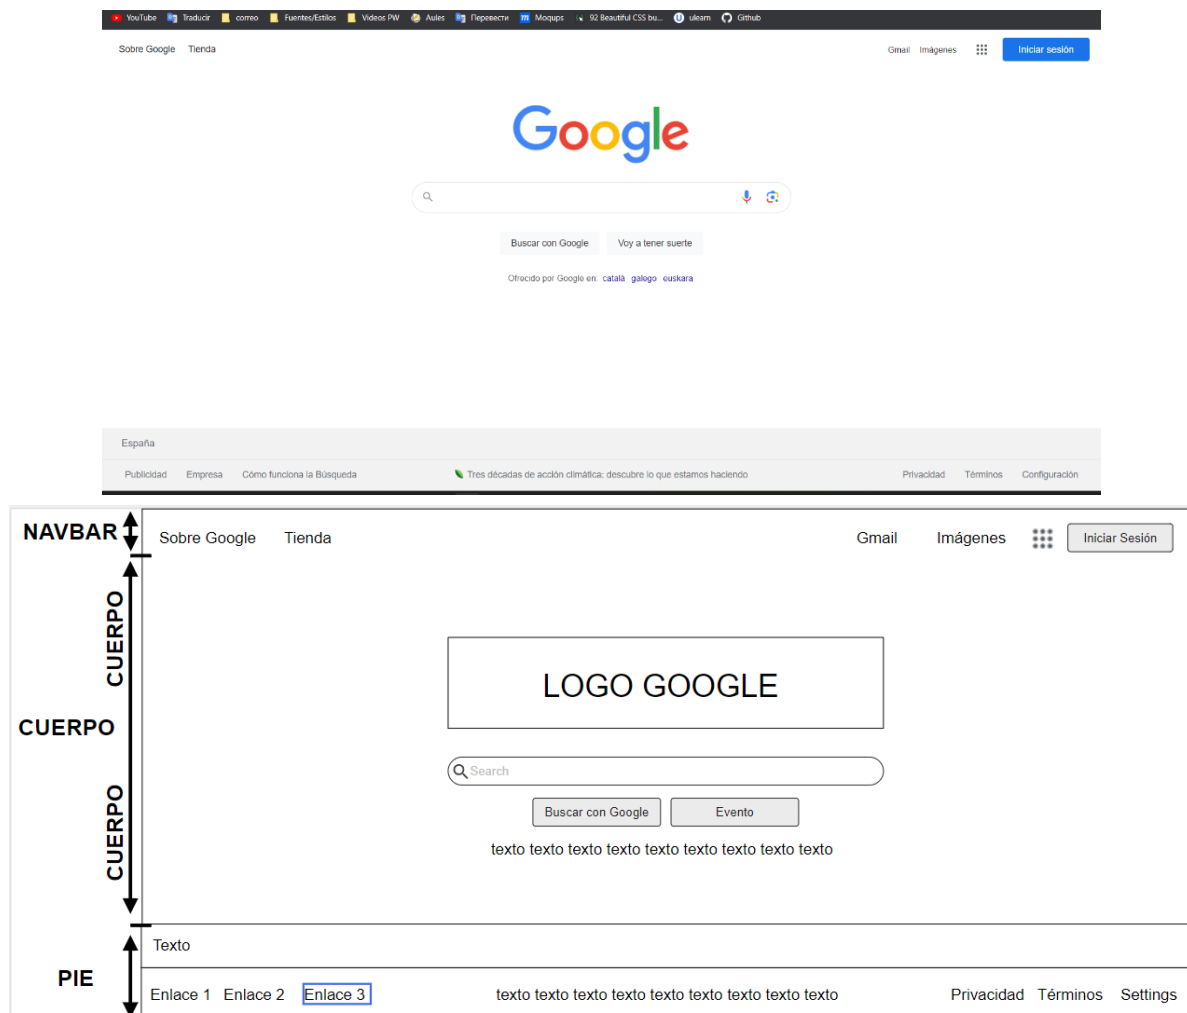 YouTube Traducir correo Fuentes/Estilos Videos PW Aules Перевести Moqups 92 Beautiful CSS bu... ulearn Github
Sobre Google Tienda Gmail Imágenes Iniciar sesión
Google
Buscar con Google Voy a tener suerte
Ofrecido por Google en: català galego euskara
España
Publicidad Empresa Cómo funciona la Búsqueda Tres décadas de acción climática: descubre lo que estamos haciendo Privacidad Términos Configuración
NAVBAR Sobre Google Tienda Gmail Imágenes Iniciar Sesión
CUERPO
LOGO GOOGLE
CUERPO
Search
CUERPO
Buscar con Google Evento
texto texto texto texto texto texto texto texto texto
Texto
PIE
Enlace 1 Enlace 2 Enlace 3 texto texto texto texto texto texto texto texto texto Privacidad Términos Settings